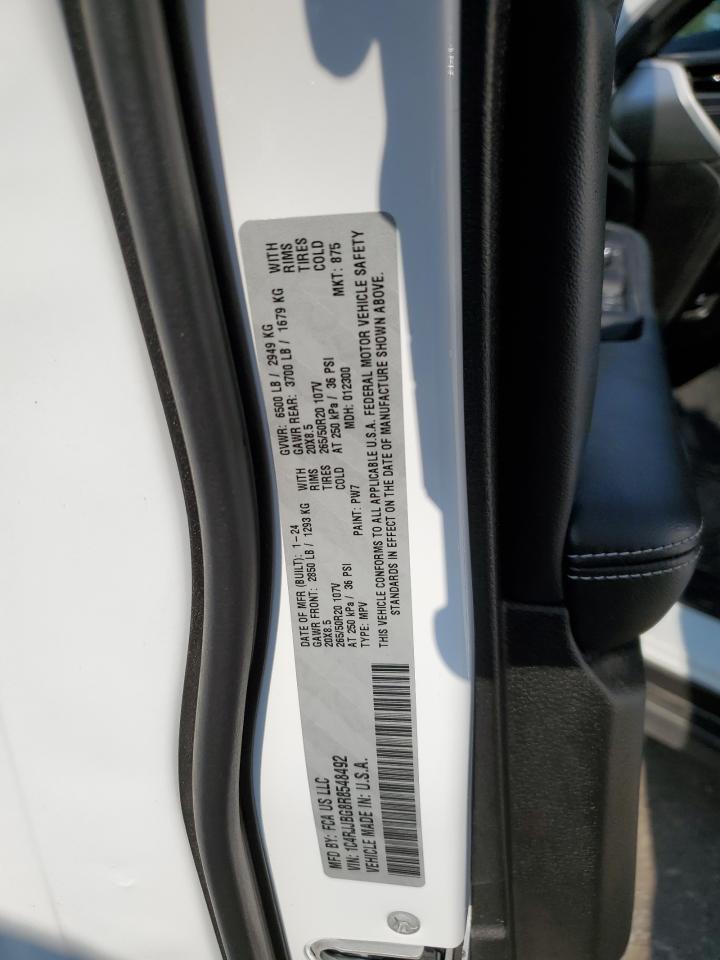 MFD BY: FCA US LLC
DATE OF MFR (BUILT): 1-24
GVWR: 6500 LB / 2949 KG
GAWR FRONT: 2850 LB / 1293 KG WITH
20X8.5 RIMS
265/50R20 107V TIRES
AT 250 kPa / 36 PSI COLD
GAWR REAR: 3700 LB / 1679 KG WITH
20X8.5 RIMS
265/50R20 107V TIRES
AT 250 kPa / 36 PSI COLD
VIN: 1C4RJJBG8R8548492
TYPE: MPV
PAINT: PW7
MDH: 012300
MKT: 875
VEHICLE MADE IN: U.S.A.
THIS VEHICLE CONFORMS TO ALL APPLICABLE U.S.A. FEDERAL MOTOR VEHICLE SAFETY
STANDARDS IN EFFECT ON THE DATE OF MANUFACTURE SHOWN ABOVE.